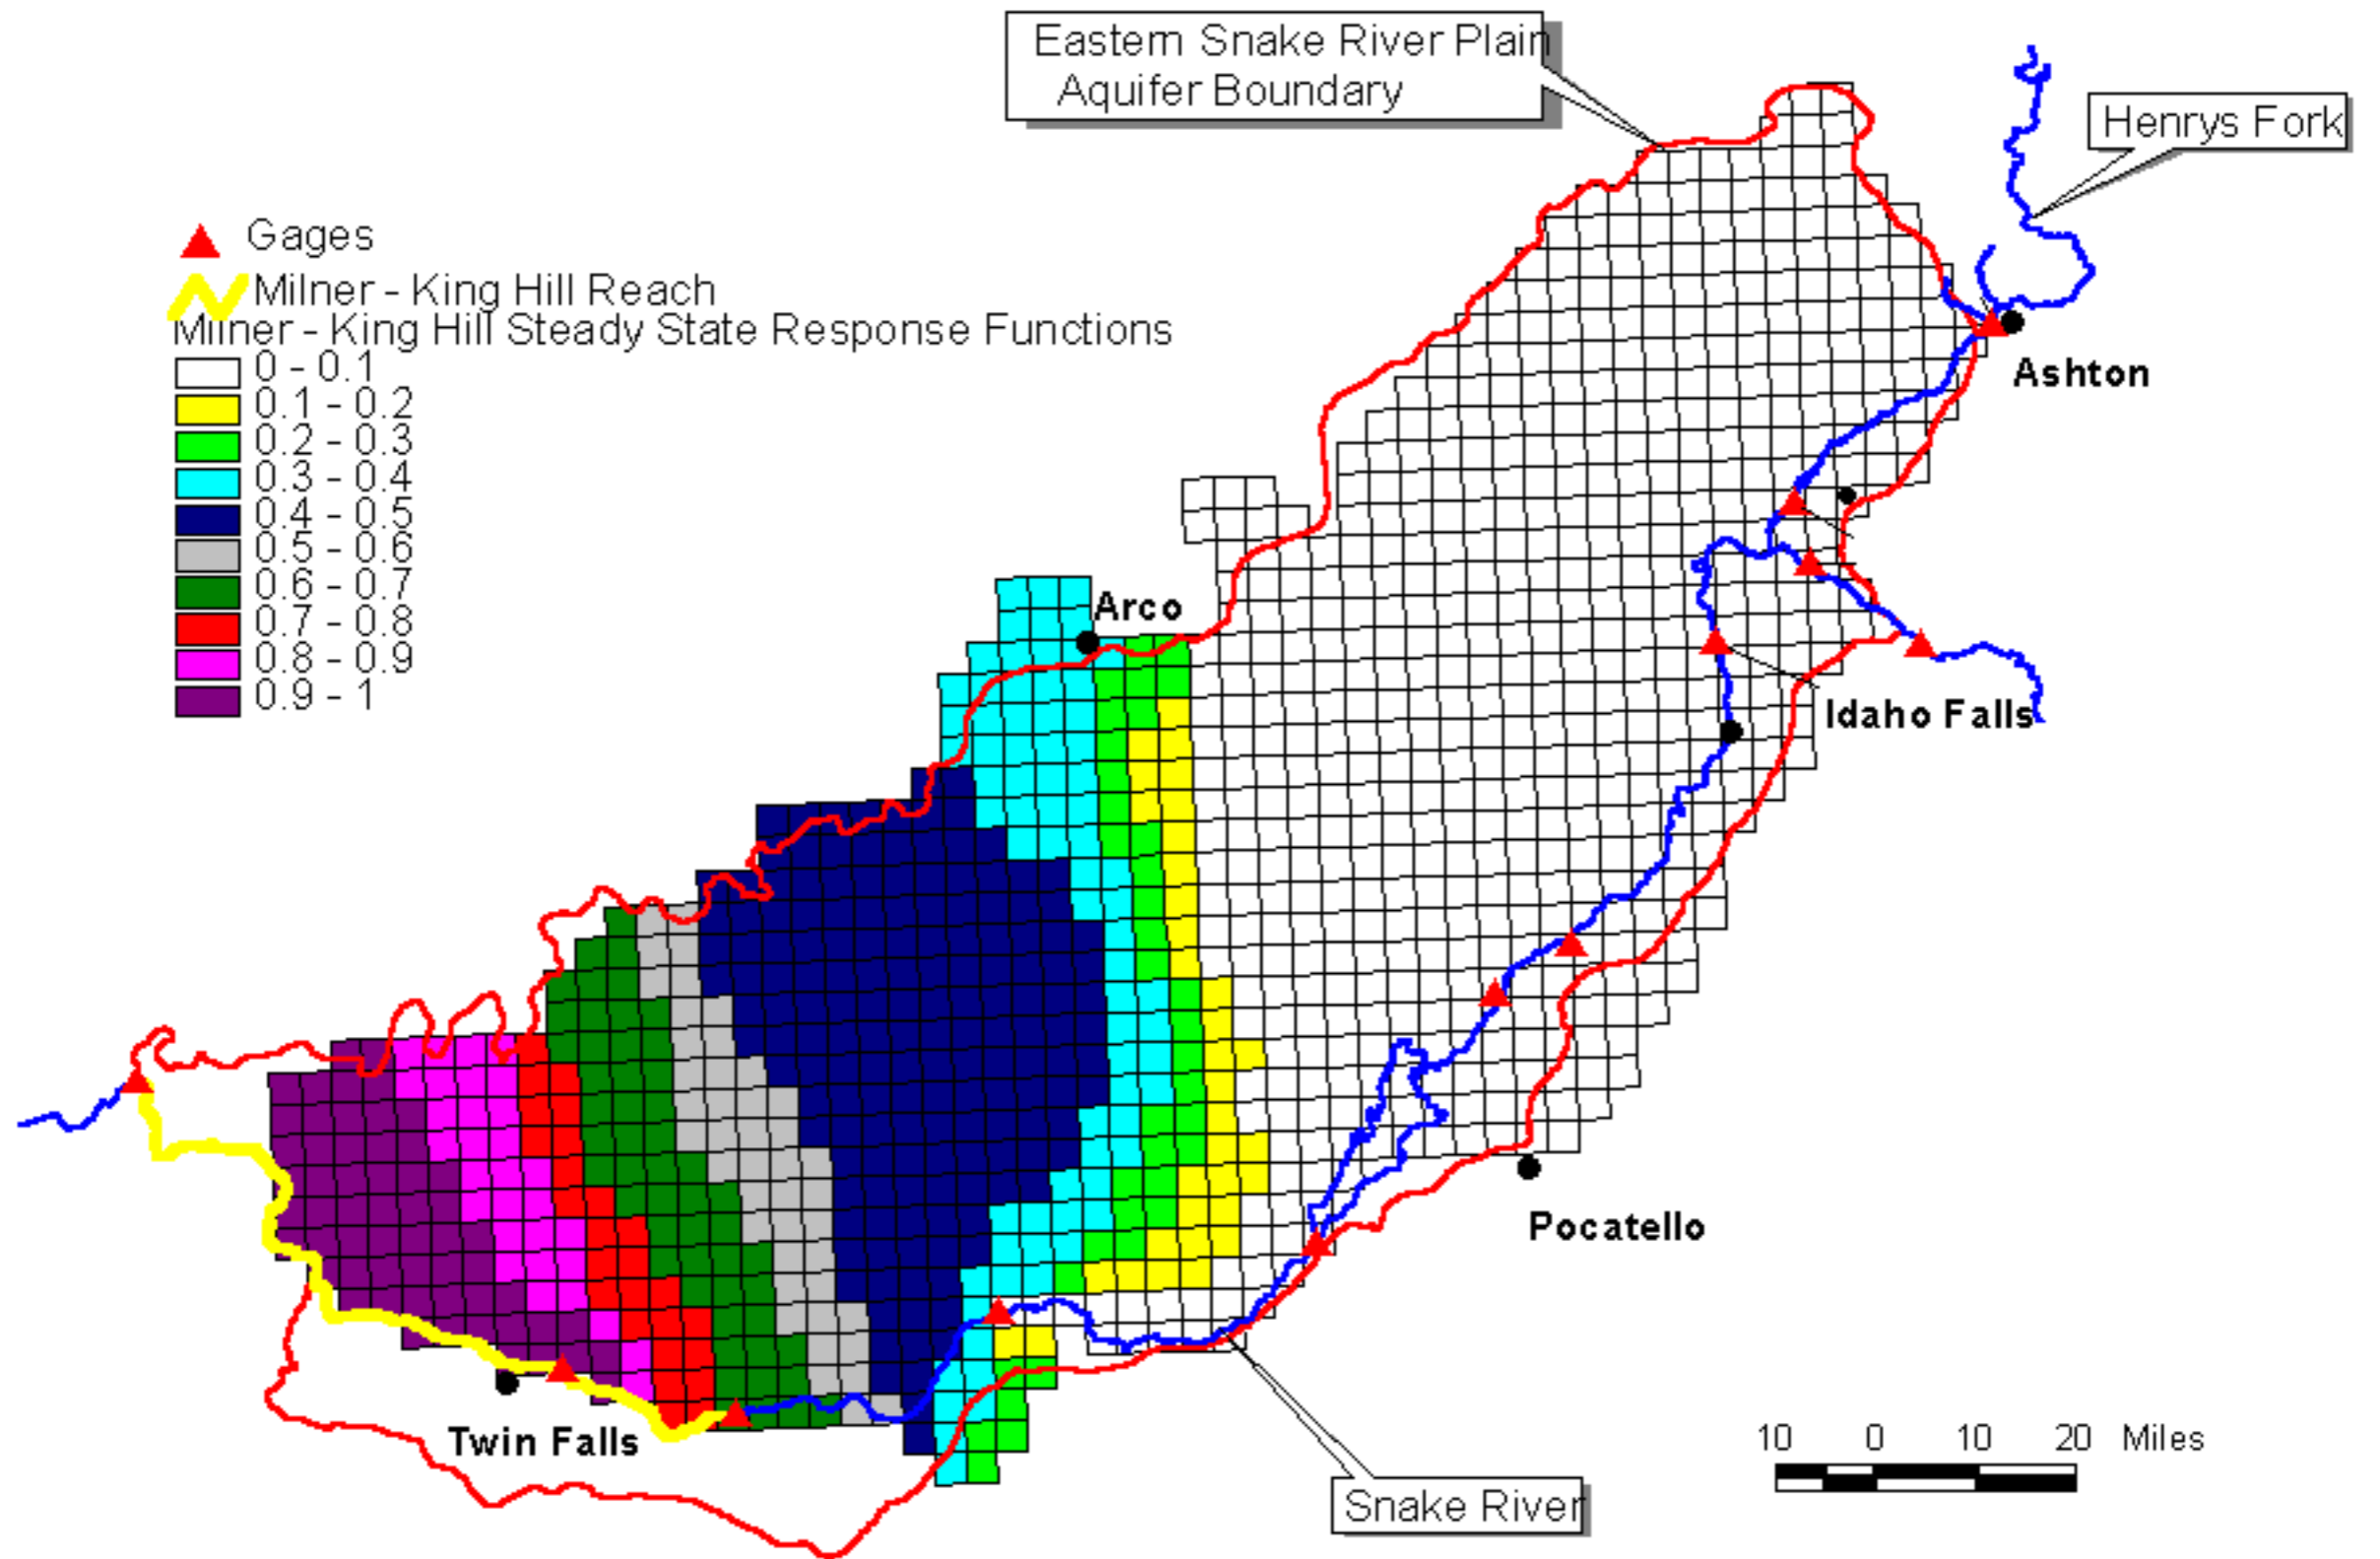 Eastern Snake River Plain
Aquifer Boundary
Henrys Fork
Gages
Milner - King Hill Reach
Milner - King Hill Steady State Response Functions
0 - 0.1
0.1 - 0.2
0.2 - 0.3
0.3 - 0.4
0.4 - 0.5
0.5 - 0.6
0.6 - 0.7
0.7 - 0.8
0.8 - 0.9
0.9 - 1
Ashton
Arco
Idaho Falls
Pocatello
Twin Falls
10 0 10 20 Miles
Snake River